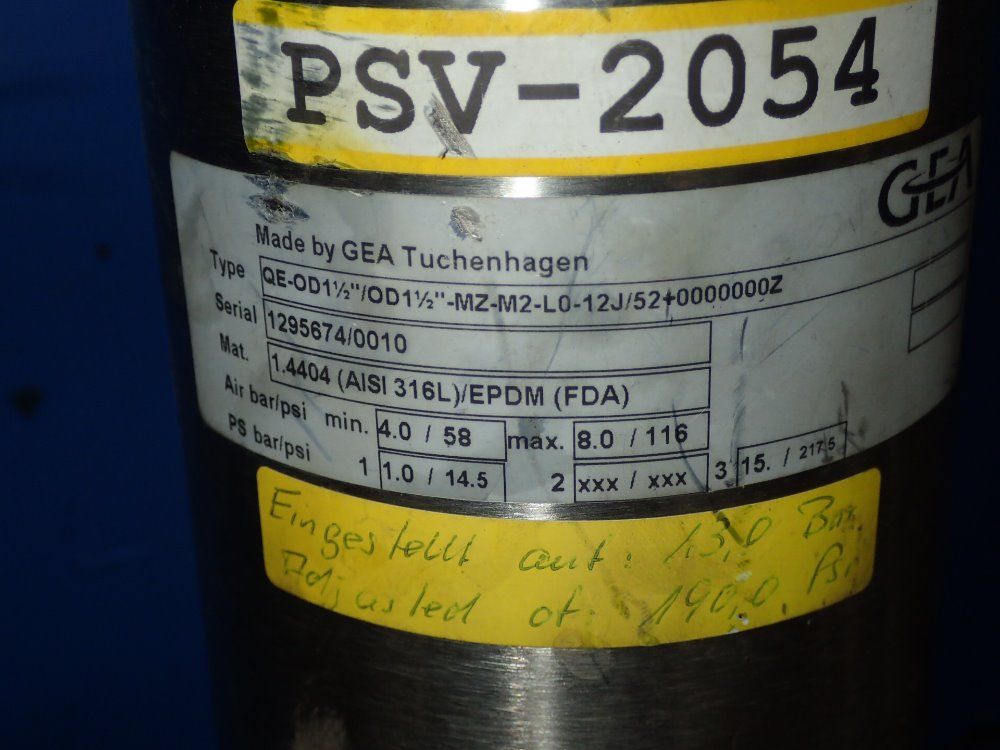 PSV-2054
GEA
Made by GEA Tuchenhagen
Type QE-OD1½"/OD1½"-MZ-M2-L0-12J/52+0000000Z
Serial 1295674/0010
Mat. 1.4404 (AISI 316L)/EPDM (FDA)
Air bar/psi min. 4.0 / 58 max. 8.0 / 116
PS bar/psi 1 1.0 / 14.5 2 xxx / xxx 3 15. / 217.5
Eingestellt auf: 13,0 Bar
Adjusted of: 190,0 Psi